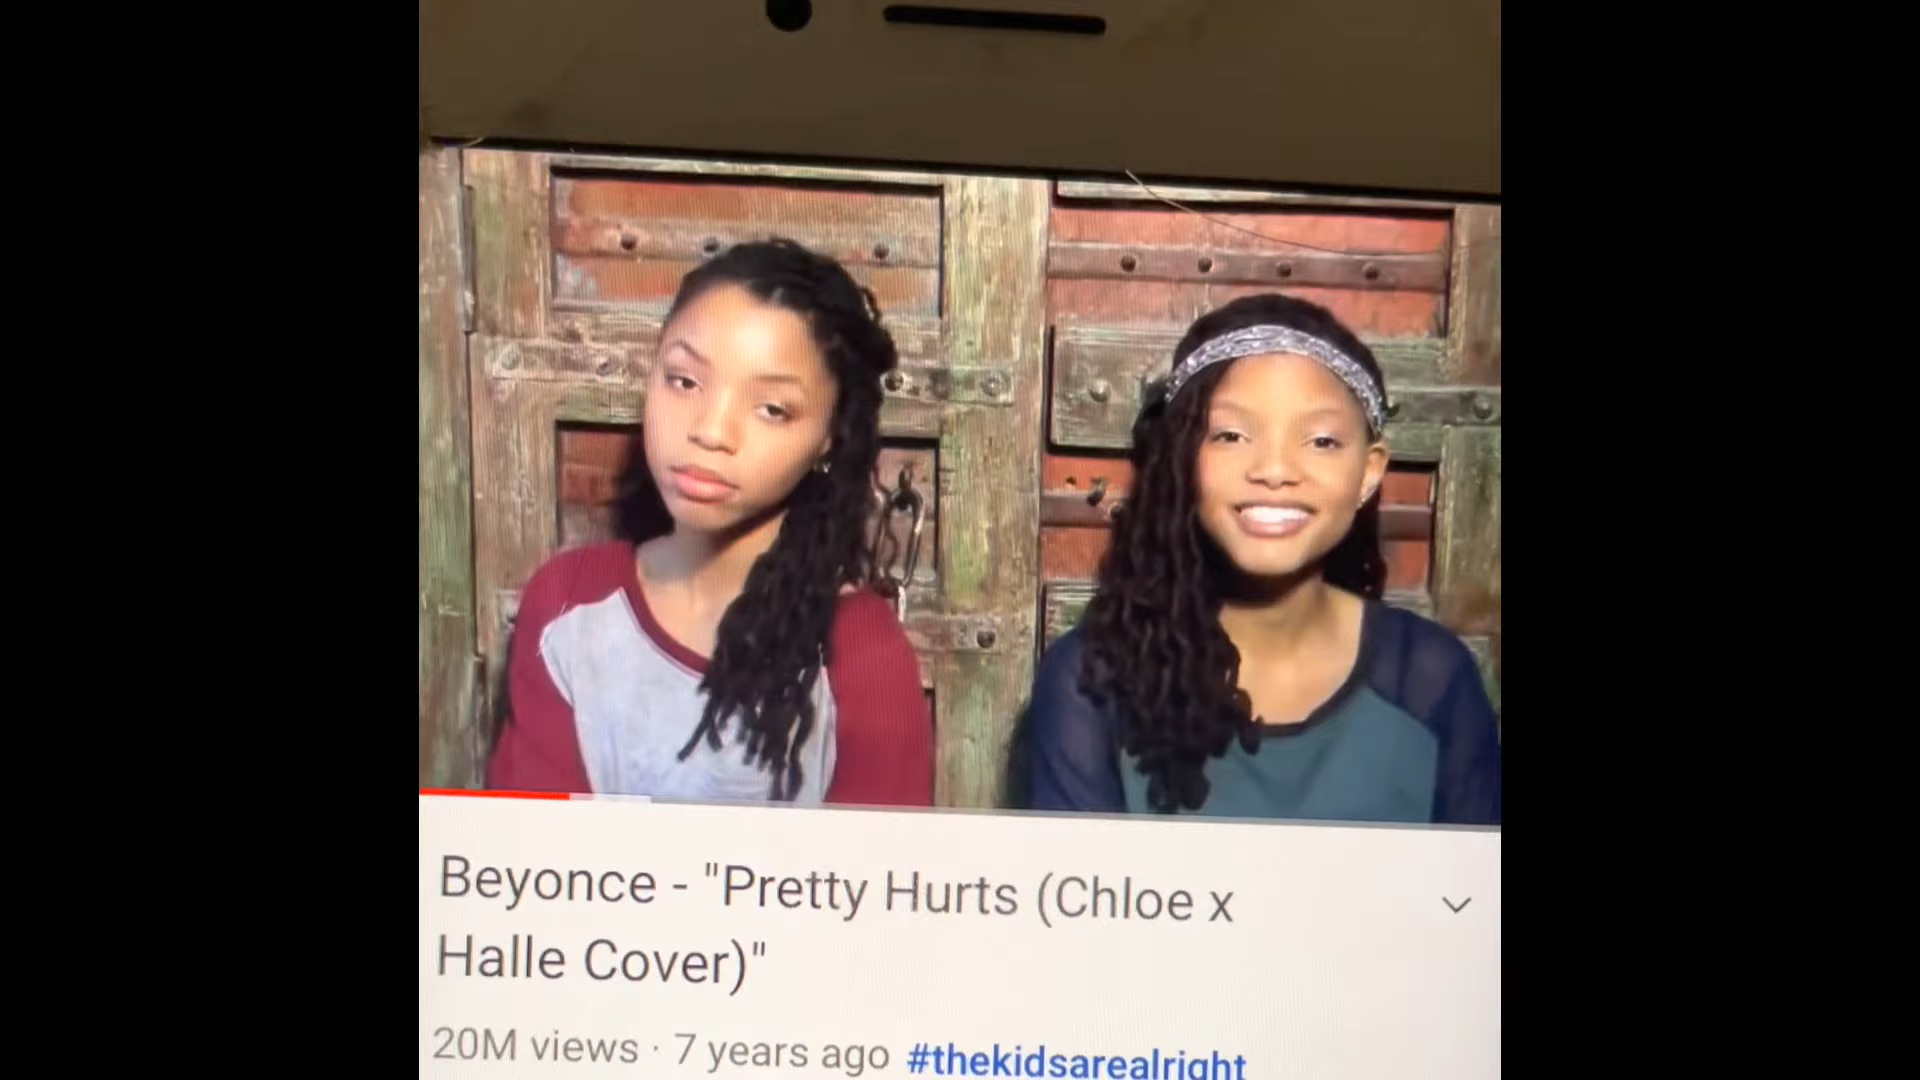 Beyonce - "Pretty Hurts (Chloe x
Halle Cover)"
20M views · 7 years ago #thekidsarealright